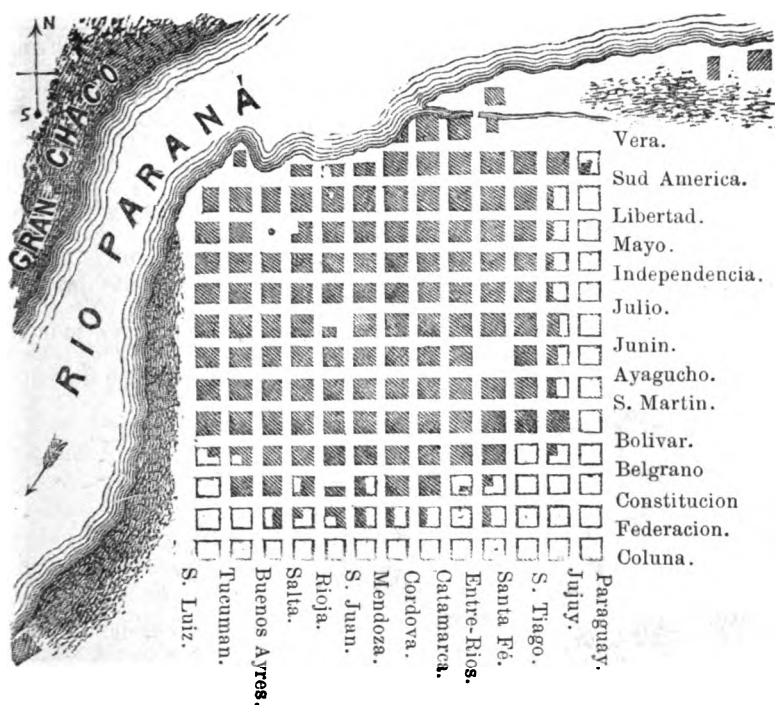 N
S
GRAN CHACO
RIO PARANÁ
Vera.
Sud America.
Libertad.
Mayo.
Independencia.
Julio.
Junin.
Ayagucho.
S. Martin.
Bolivar.
Belgrano
Constitucion
Federacion.
Coluna.
S. Luiz.
Tucuman.
Buenos Ayres.
Salta.
Rioja.
S. Juan.
Mendoza.
Cordova.
Catamarca.
Entre-Rios.
Santa Fé.
S. Tiago.
Jujuy.
Paraguay.